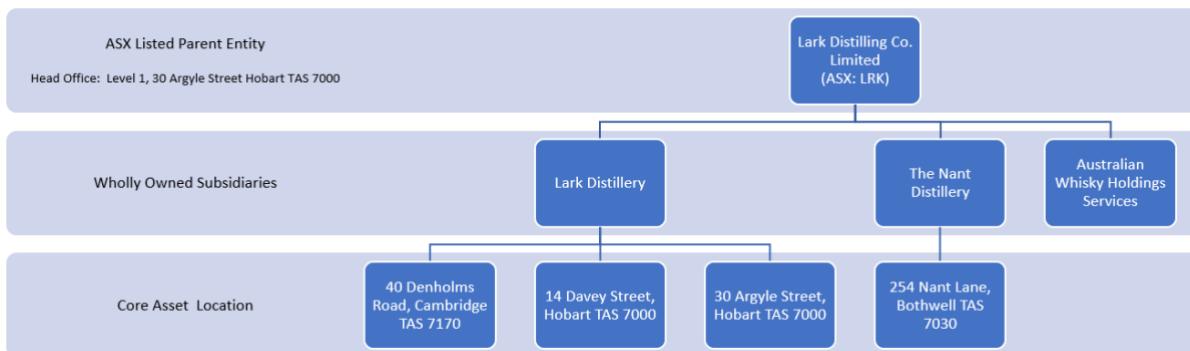 ASX Listed Parent Entity
Head Office: Level 1, 30 Argyle Street Hobart TAS 7000
Lark Distilling Co.
Limited
(ASX: LRK)
Wholly Owned Subsidiaries
Lark Distillery
The Nant
Distillery
Australian
Whisky Holdings
Services
Core Asset Location
40 Denholms
Road, Cambridge
TAS 7170
14 Davey Street,
Hobart TAS 7000
30 Argyle Street,
Hobart TAS 7000
254 Nant Lane,
Bothwell TAS
7030